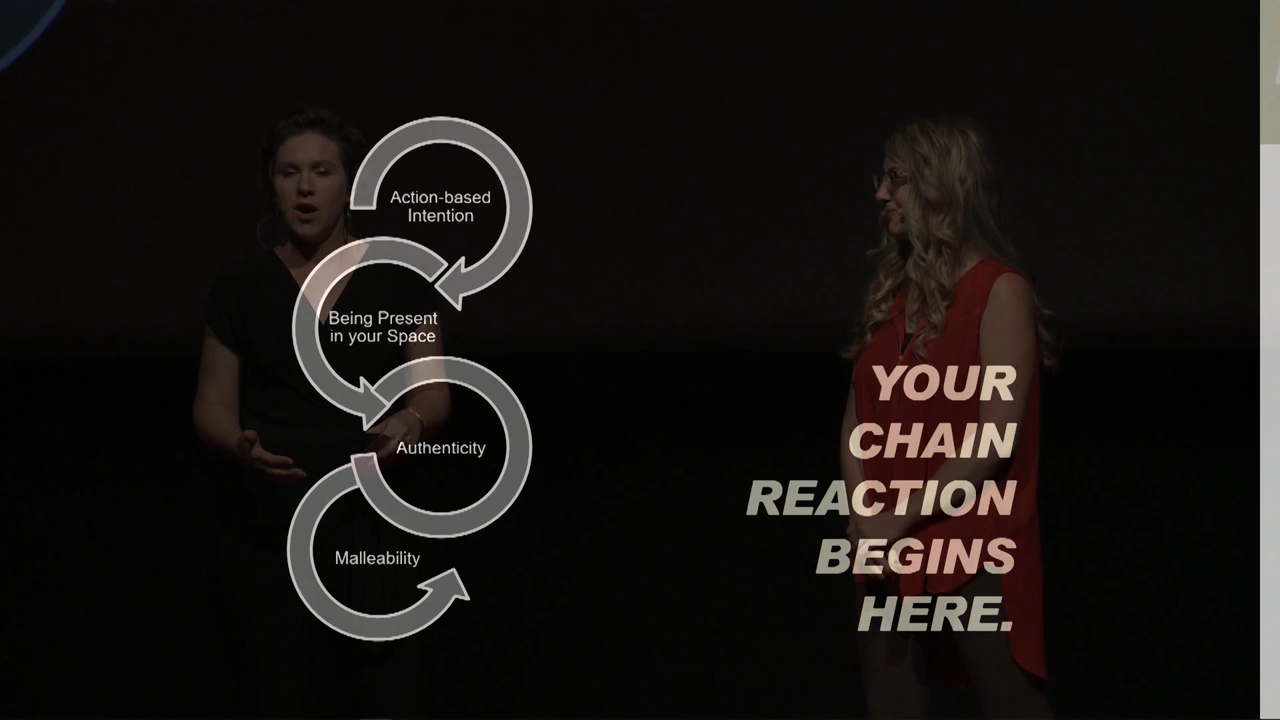 Action-based
Intention
Being Present
in your Space
Authenticity
Malleability
YOUR
CHAIN
REACTION
BEGINS
HERE.